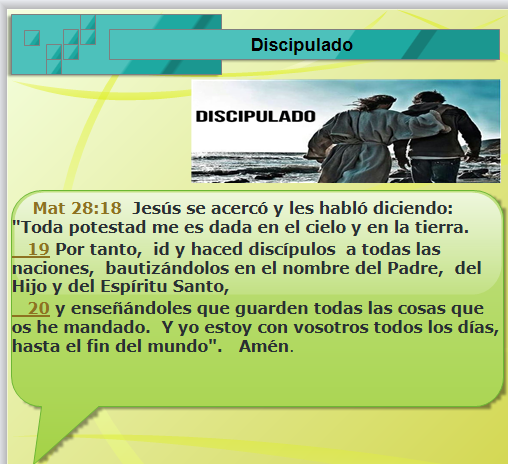 Discipulado
DISCIPULADO
Mat 28:18 Jesús se acercó y les habló diciendo:
"Toda potestad me es dada en el cielo y en la tierra.
19 Por tanto, id y haced discípulos a todas las
naciones, bautizándolos en el nombre del Padre, del
Hijo y del Espíritu Santo,
20 y enseñándoles que guarden todas las cosas que
os he mandado. Y yo estoy con vosotros todos los días,
hasta el fin del mundo". Amén.